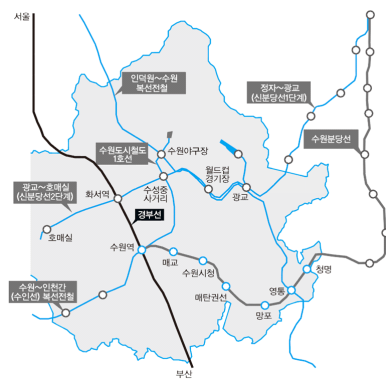 서울
인덕원~수원
복선전철
정자~광교
(신분당선1단계)
수원분당선
수원도시철도
1호선
수원야구장
월드컵
경기장
광교
수성중
사거리
광교~호매실
(신분당선2단계)
화서역
경부선
호매실
수원역
매교
수원시청
매탄권선
망포
영통
청명
수원~인천간
(수인선) 복선전철
부산